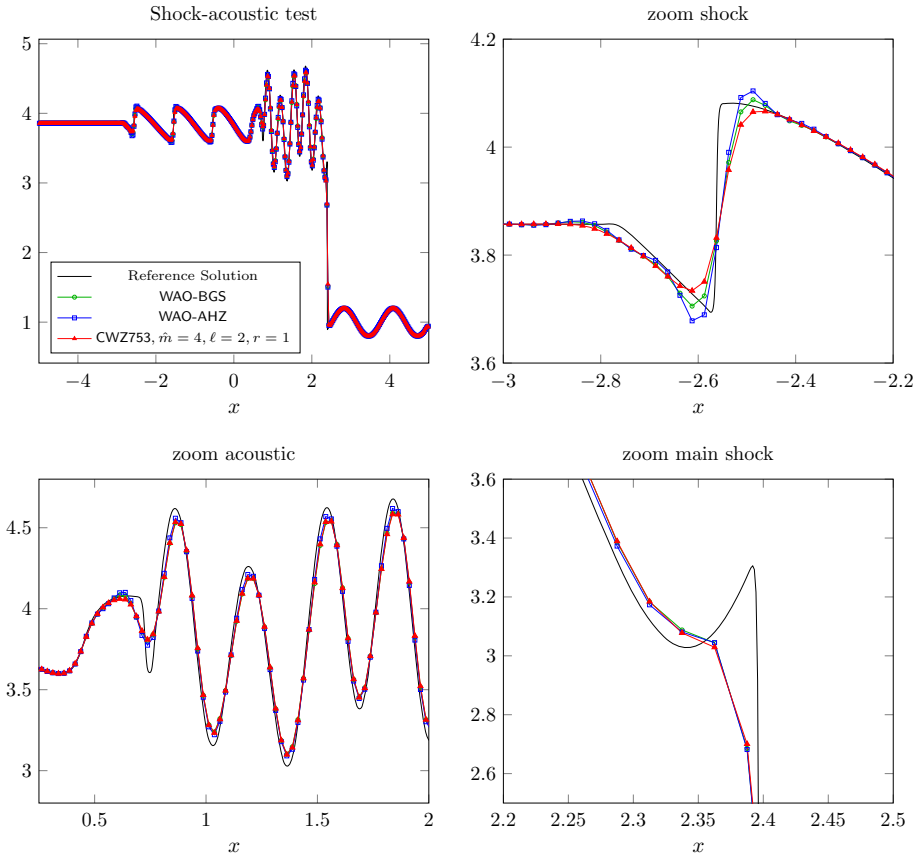 Shock-acoustic test
5
4
3
2
1
−4 −2 0 2 4
x
Reference Solution
WAO-BGS
WAO-AHZ
CWZ753, m̂ = 4, ℓ = 2, r = 1
zoom shock
4.2
4
3.8
3.6
−3 −2.8 −2.6 −2.4 −2.2
x
zoom acoustic
4.5
4
3.5
3
0.5 1 1.5 2
x
zoom main shock
3.6
3.4
3.2
3
2.8
2.6
2.2 2.25 2.3 2.35 2.4 2.45 2.5
x